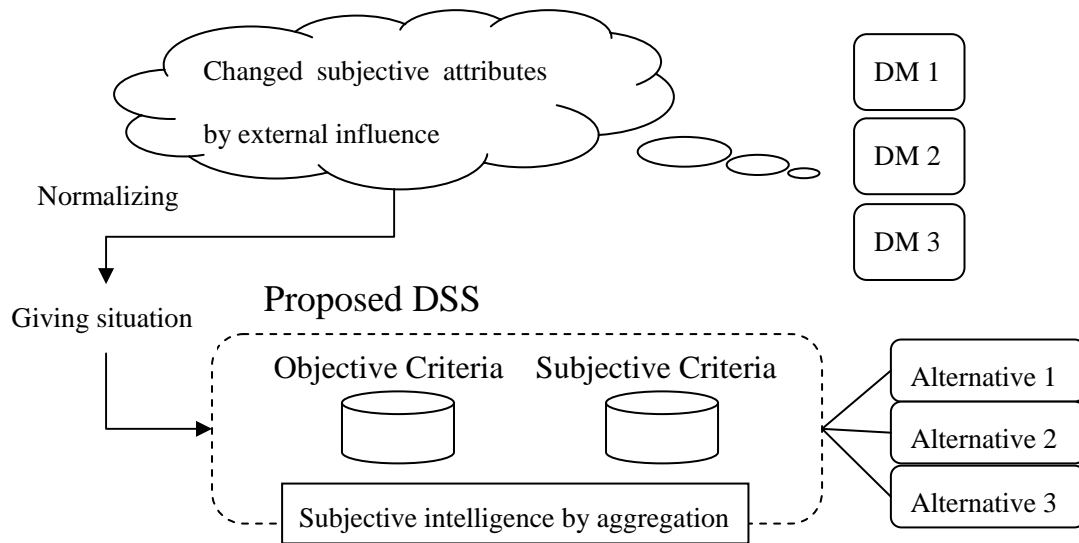 Changed subjective attributes
by external influence
DM 1
DM 2
DM 3
Normalizing
Giving situation
Proposed DSS
Objective Criteria
Subjective Criteria
Subjective intelligence by aggregation
Alternative 1
Alternative 2
Alternative 3